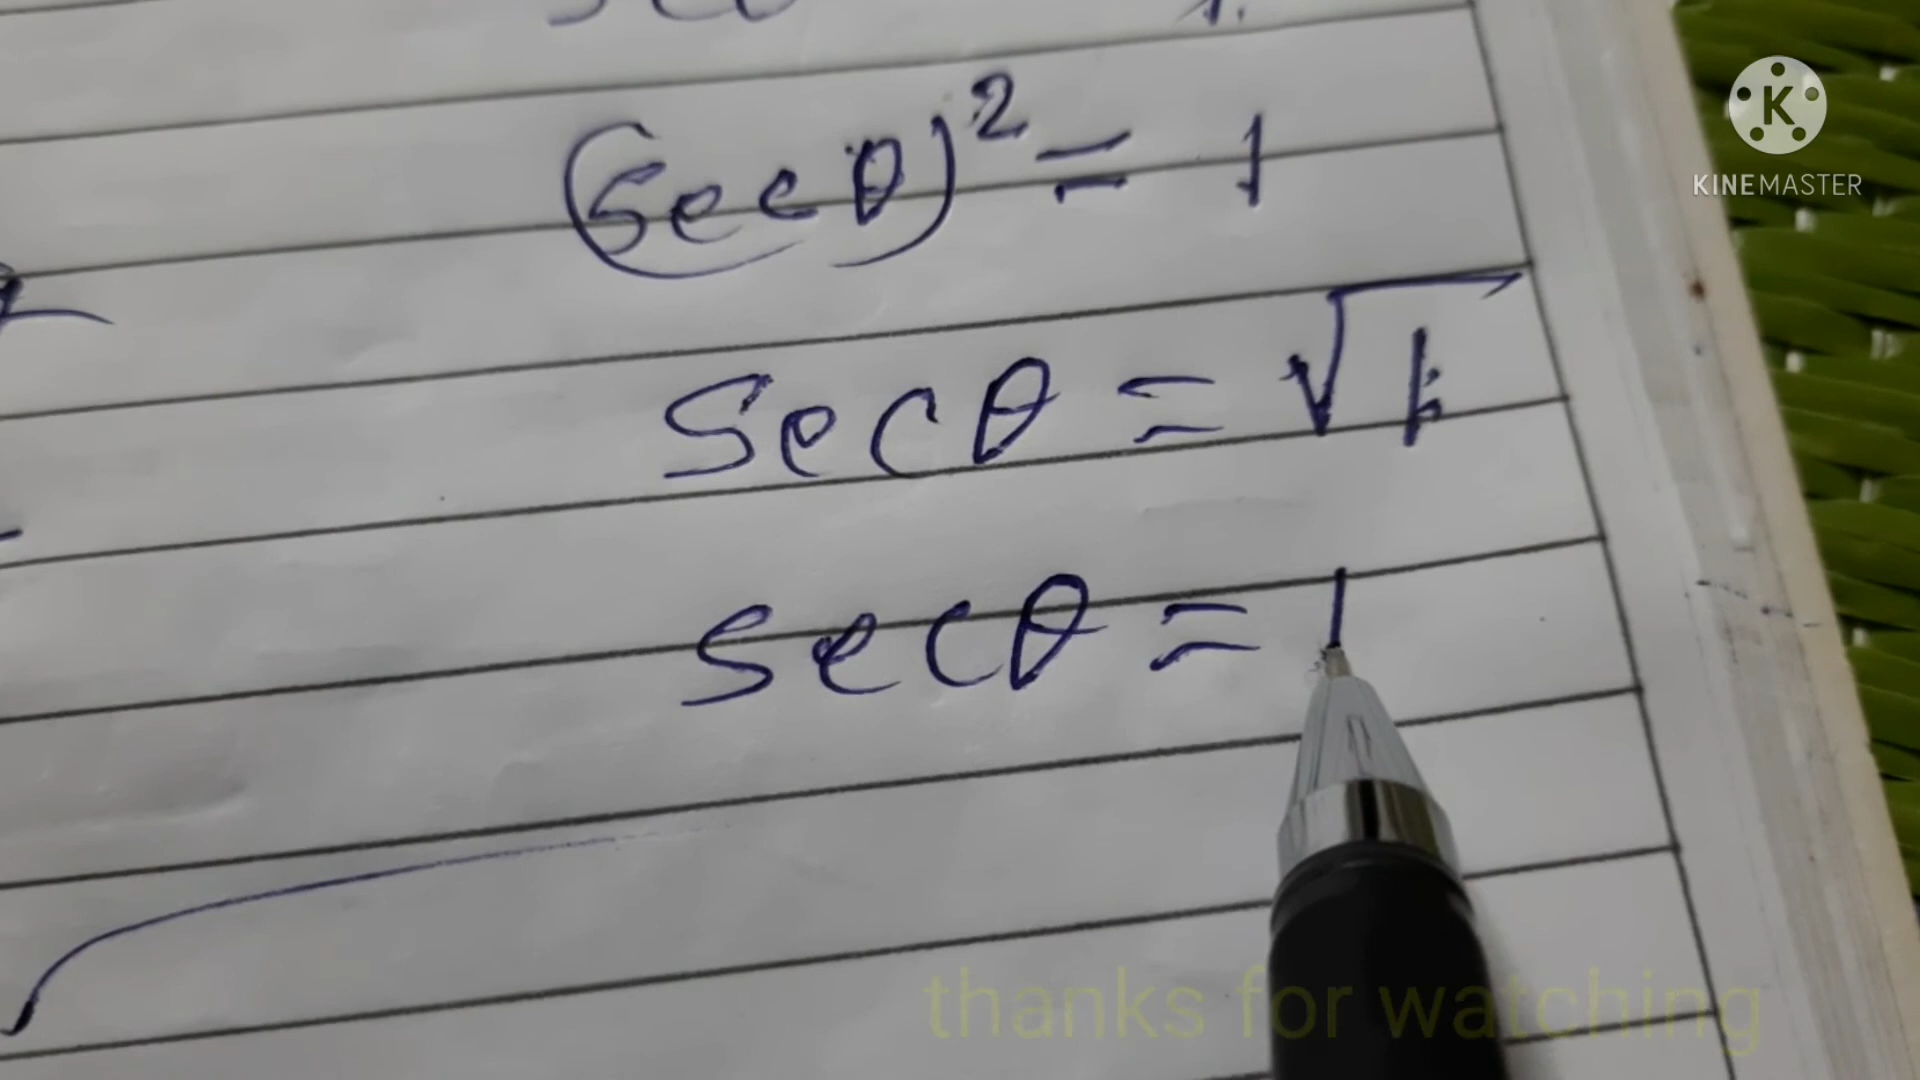 (secθ)² = 1
KINEMASTER
secθ = √1
secθ = 1
thanks for watching